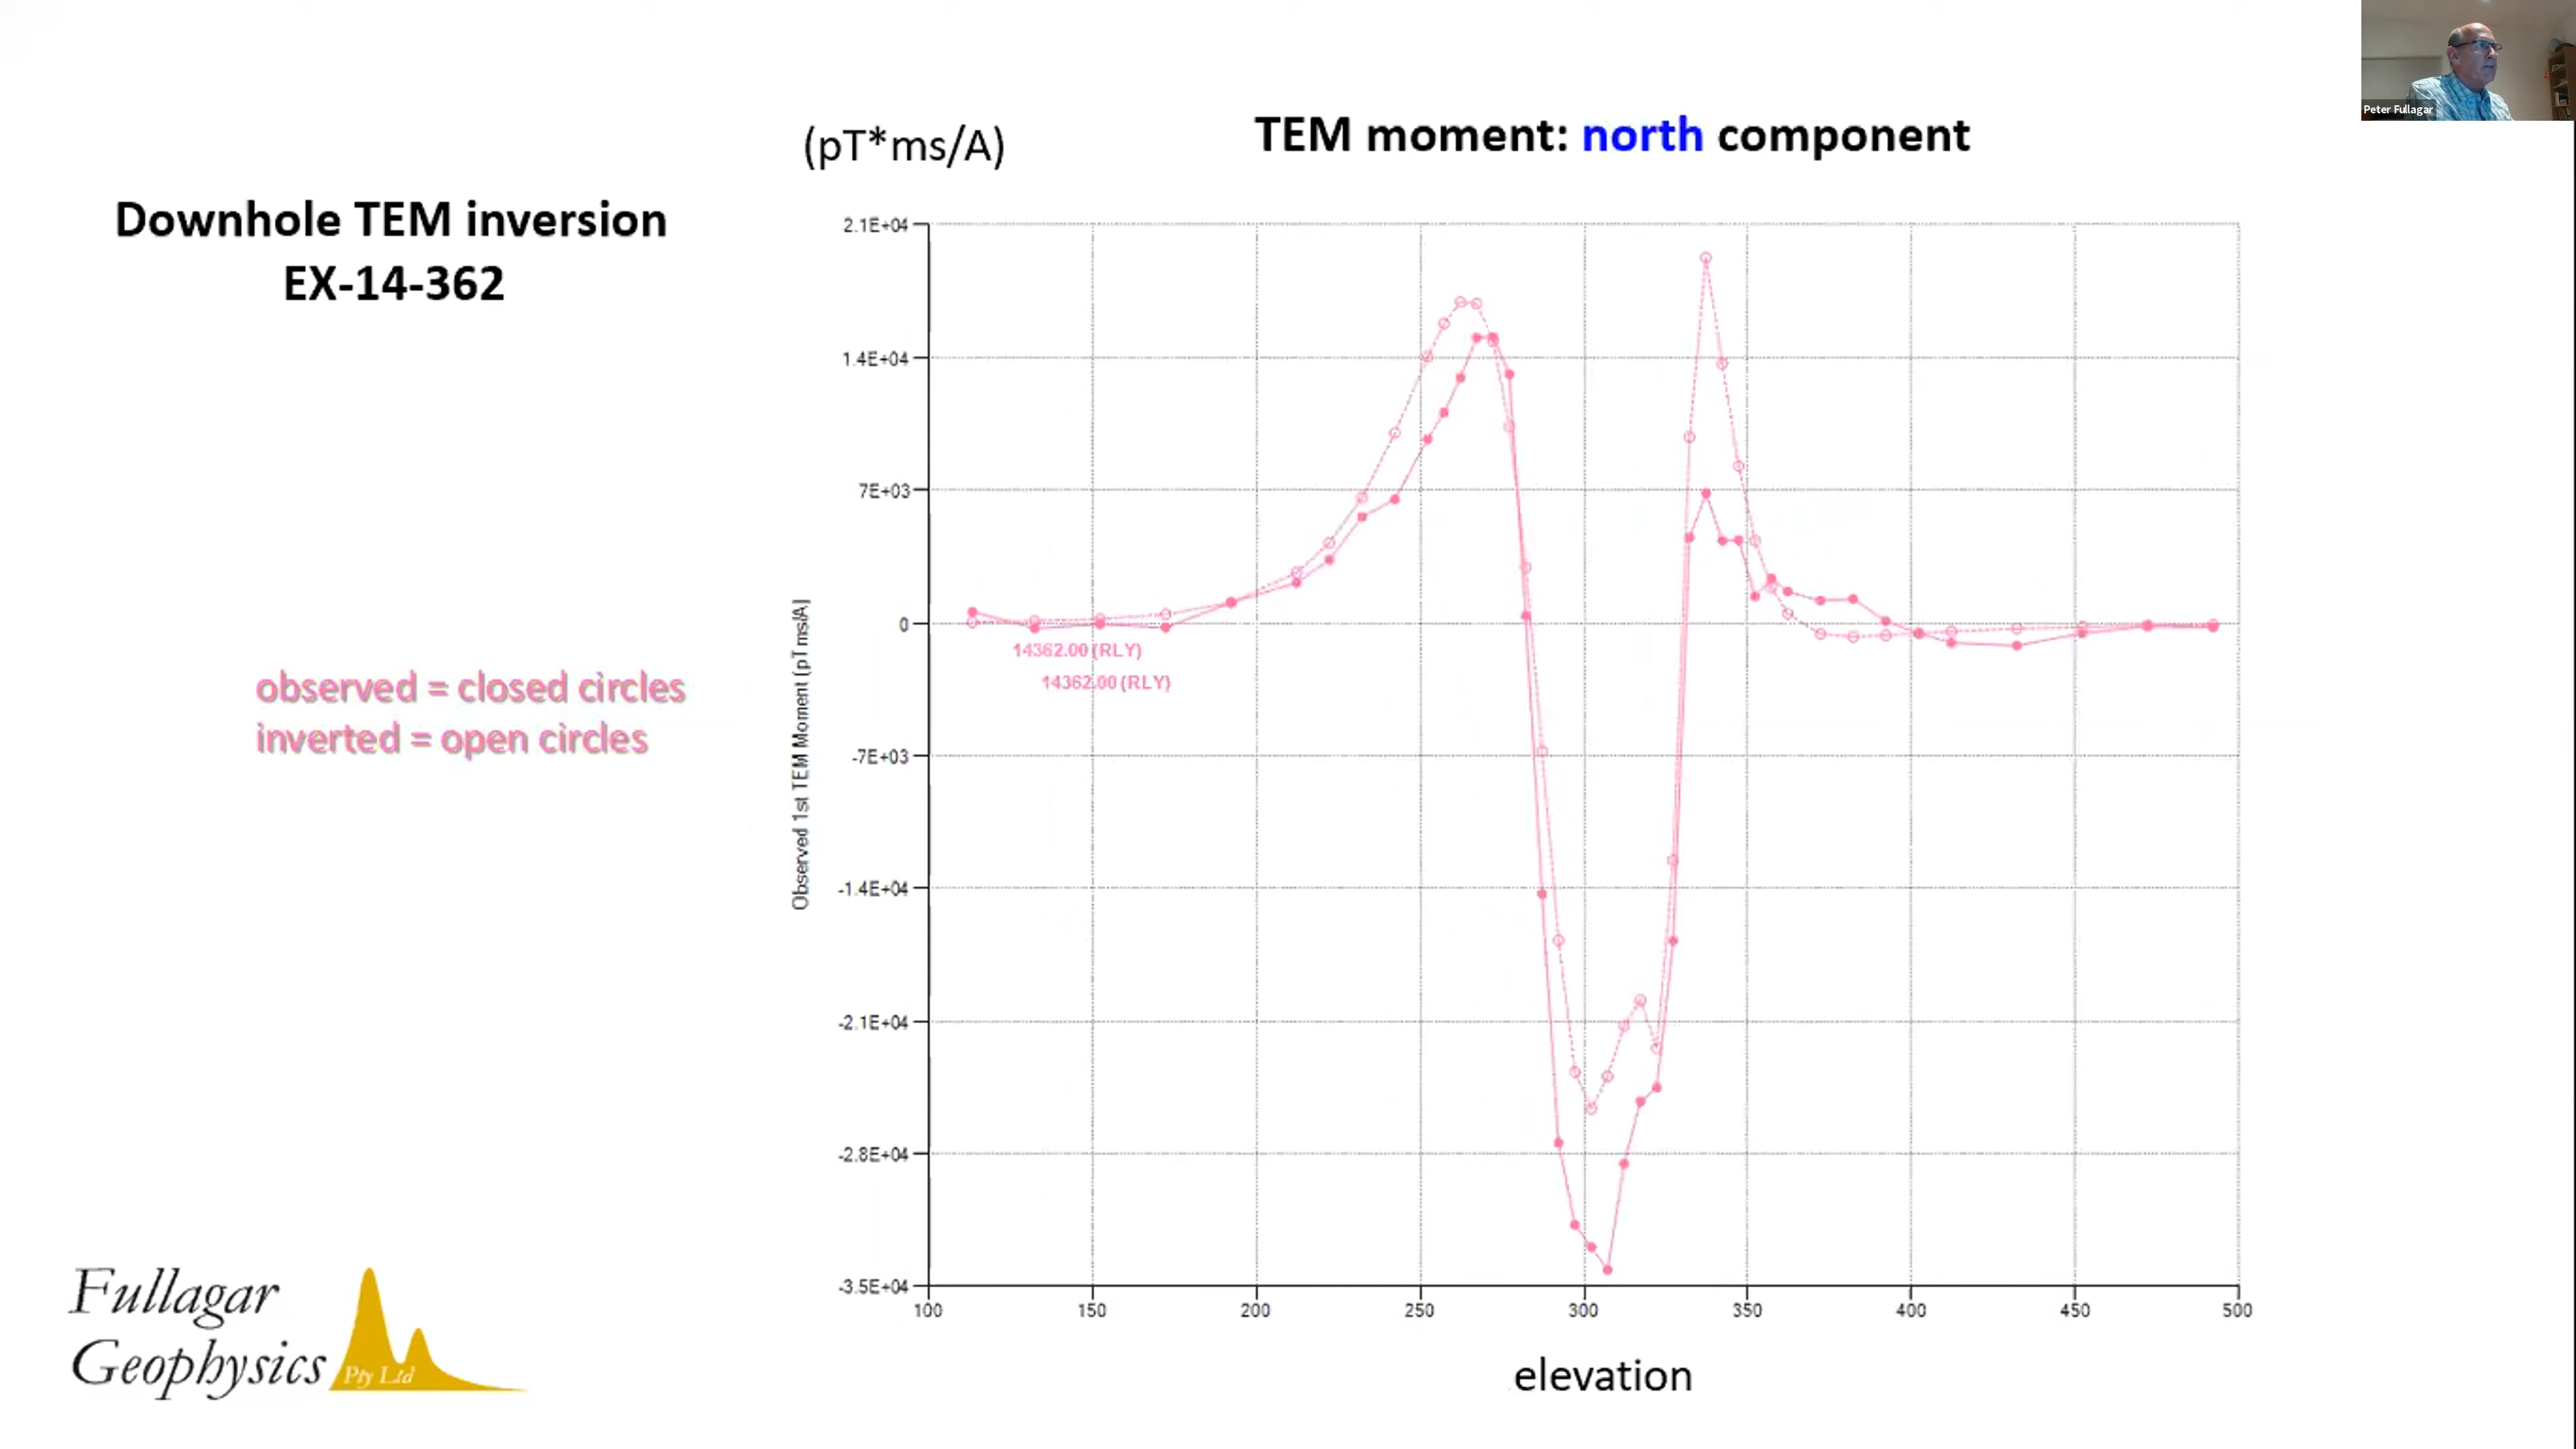 Peter Fullagar
(pT*ms/A)
TEM moment: north component
Downhole TEM inversion
EX-14-362
2.1E+04
1.4E+04
7E+03
0
-7E+03
-1.4E+04
-2.1E+04
-2.8E+04
-3.5E+04
Observed 1st TEM Moment (pT ms/A)
14362.00 (RLY)
14362.00 (RLY)
observed = closed circles
inverted = open circles
100 150 200 250 300 350 400 450 500
elevation
Fullagar
Geophysics
Pty Ltd